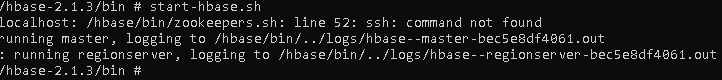 /hbase-2.1.3/bin # start-hbase.sh
localhost: /hbase/bin/zookeepers.sh: line 52: ssh: command not found
running master, logging to /hbase/bin/../logs/hbase--master-bec5e8df4061.out
: running regionserver, logging to /hbase/bin/../logs/hbase--regionserver-bec5e8df4061.out
/hbase-2.1.3/bin #